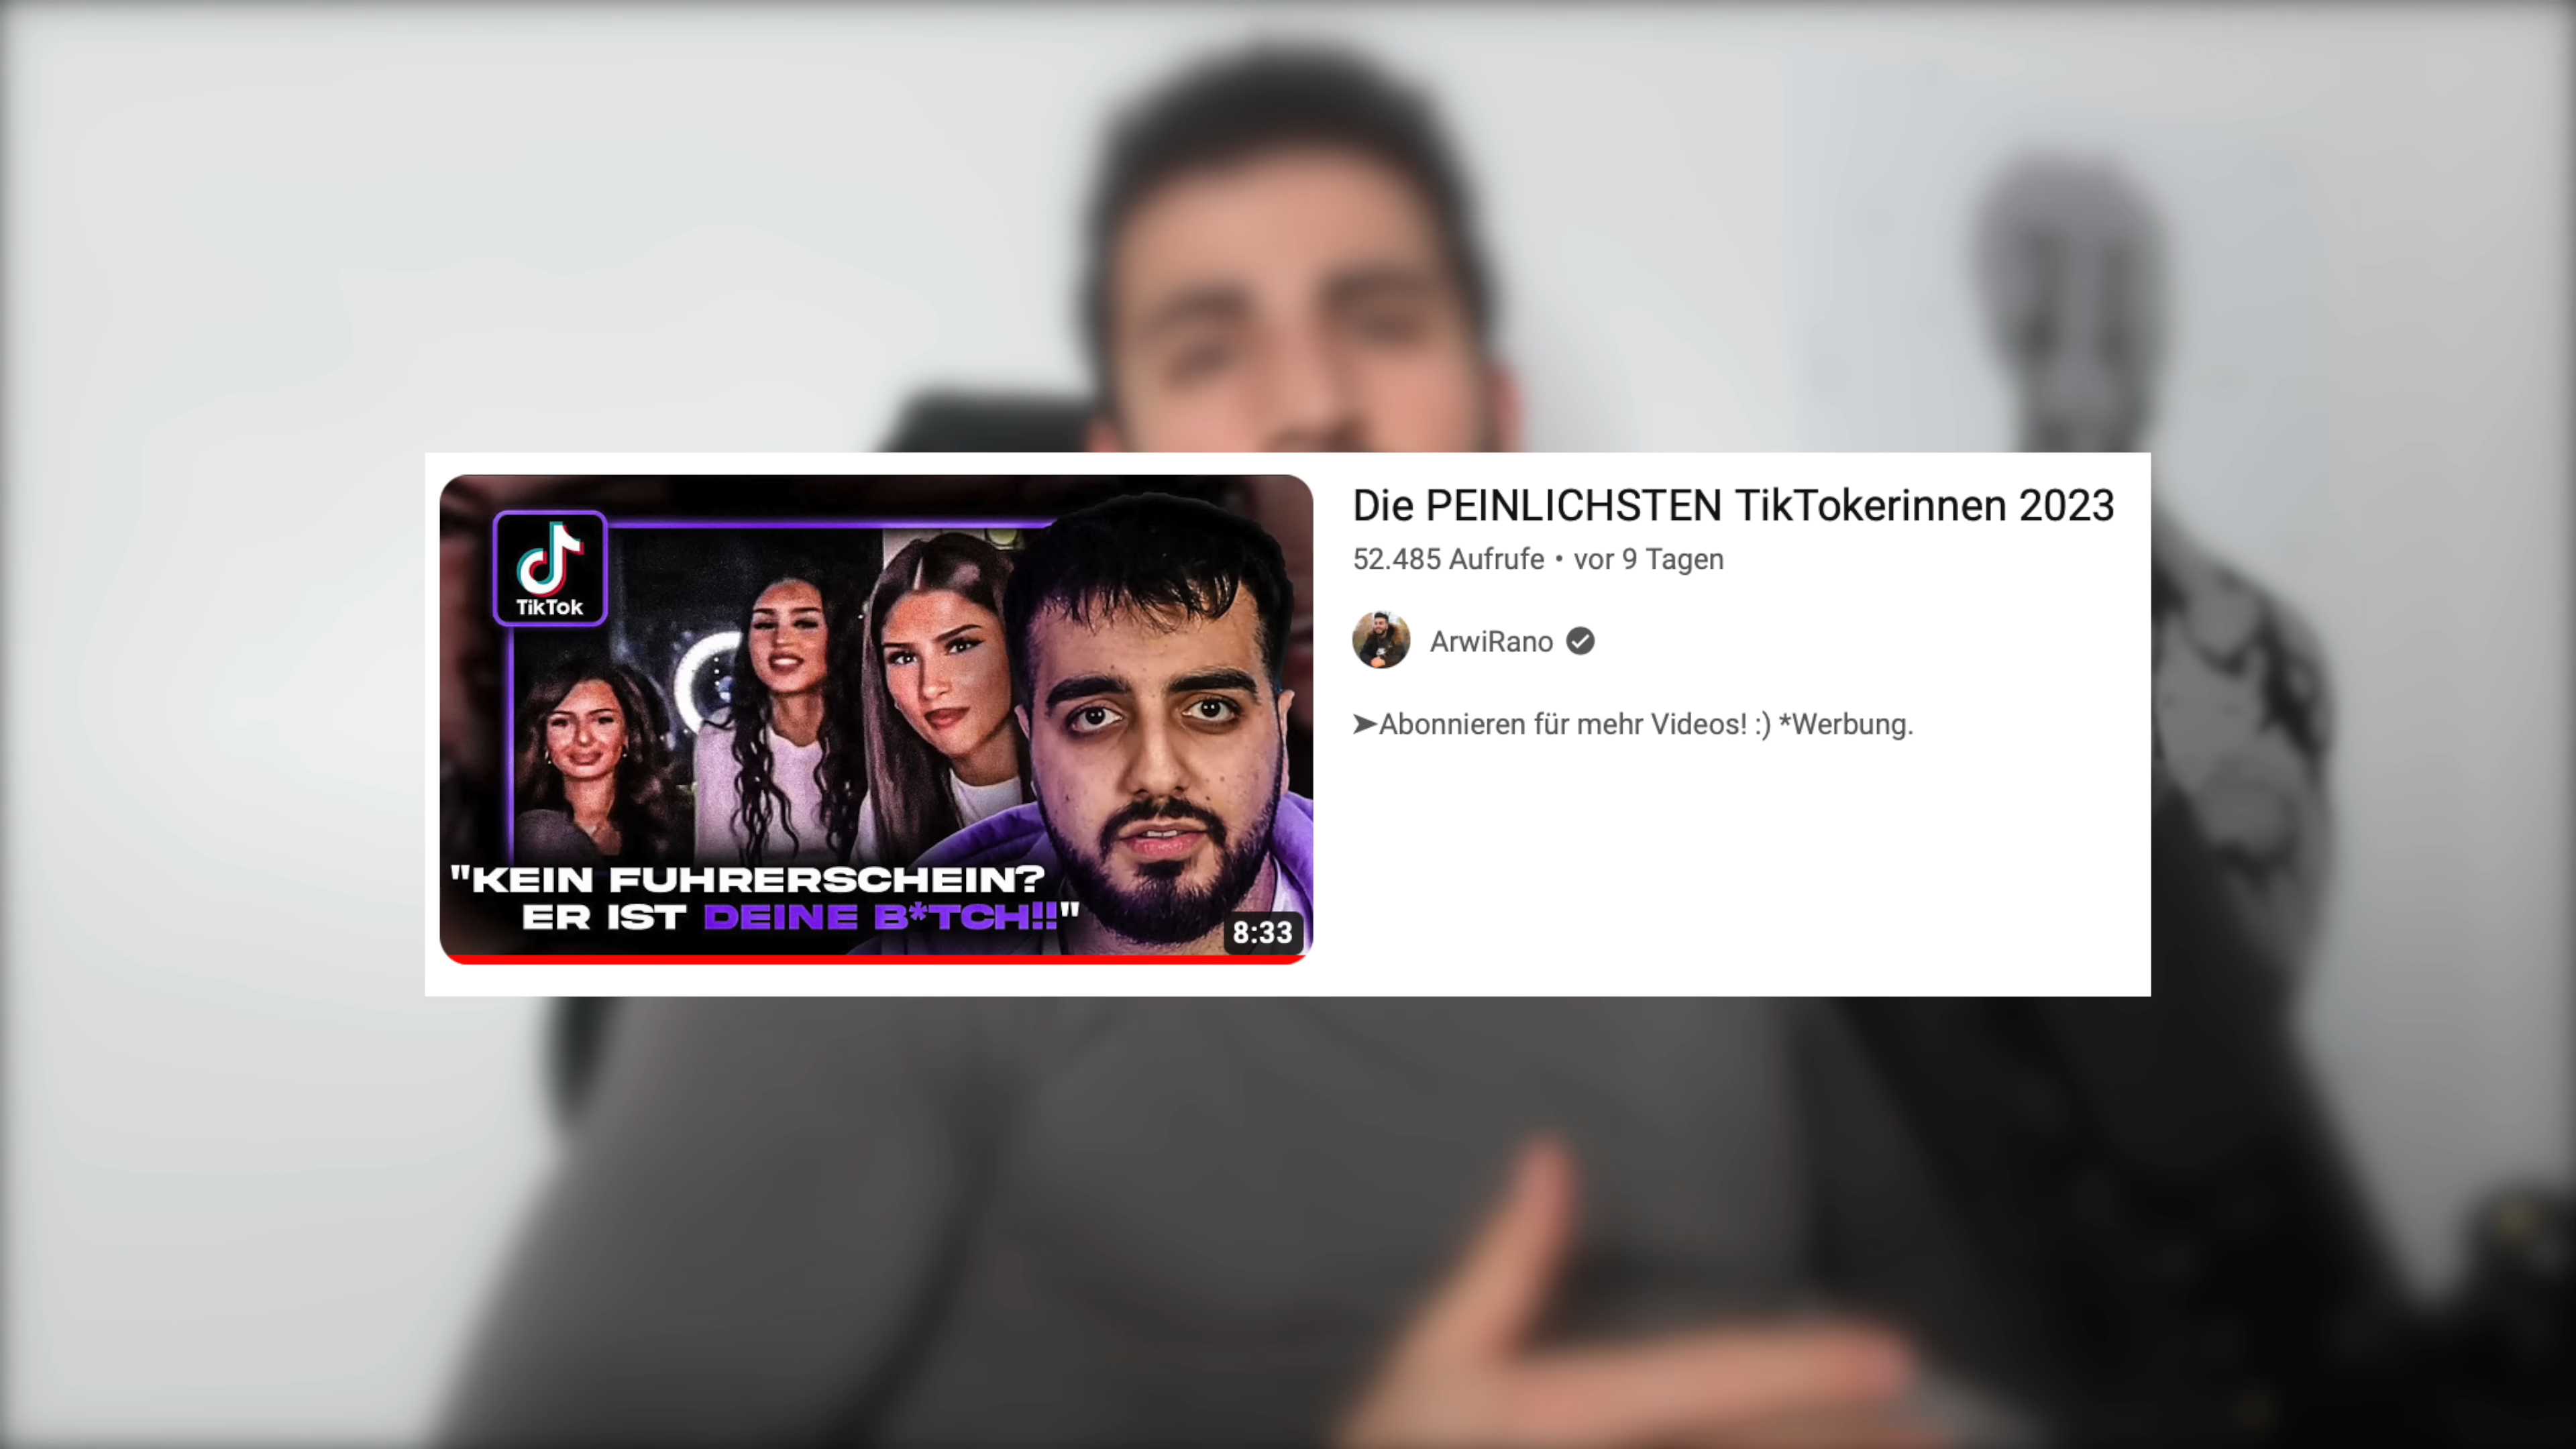 TikTok
"KEIN FUHRERSCHEIN?
ER IST DEINE B*TCH!!"
8:33
Die PEINLICHSTEN TikTokerinnen 2023
52.485 Aufrufe • vor 9 Tagen
ArwiRano
➤Abonnieren für mehr Videos! :) *Werbung.